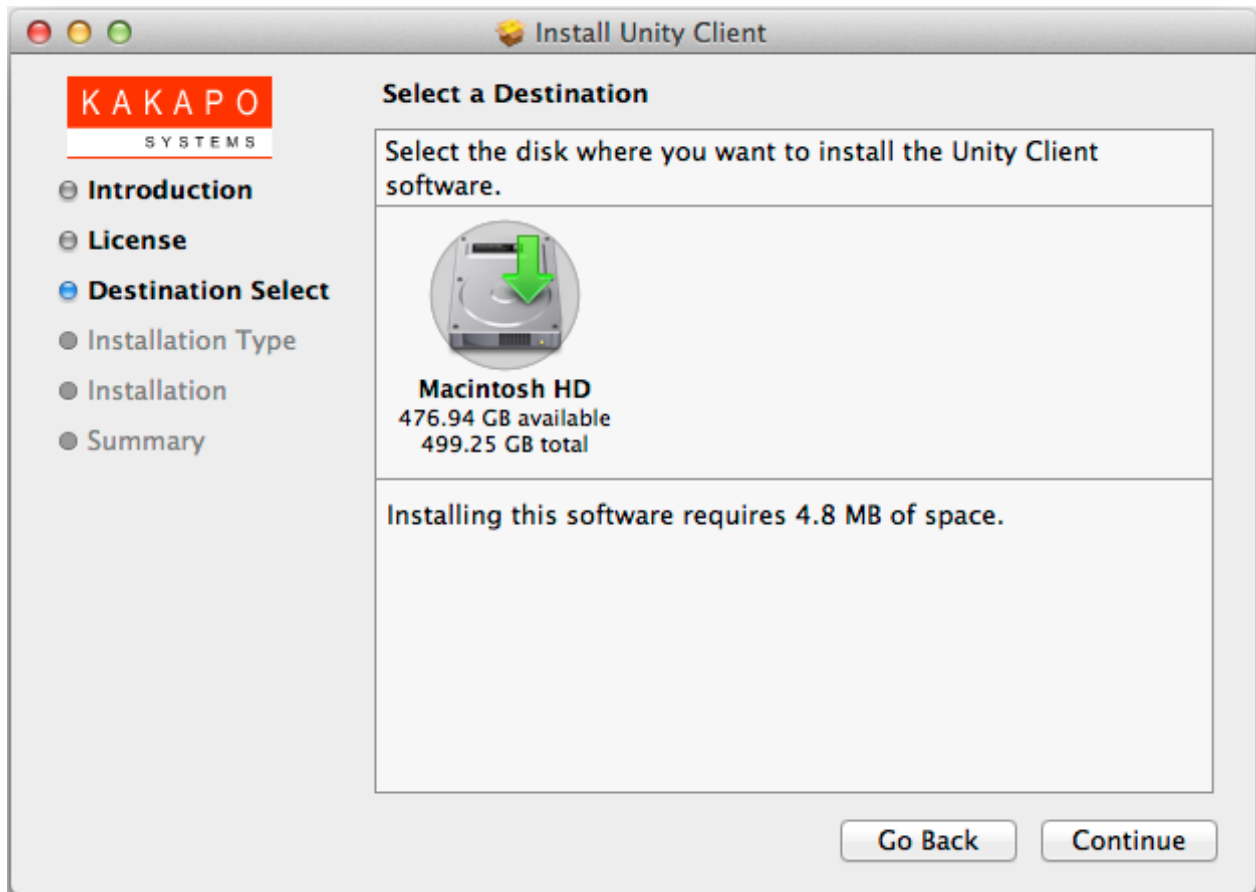 Install Unity Client
KAKAPO
SYSTEMS
Introduction
License
Destination Select
Installation Type
Installation
Summary
Select a Destination
Select the disk where you want to install the Unity Client
software.
Macintosh HD
476.94 GB available
499.25 GB total
Installing this software requires 4.8 MB of space.
Go Back
Continue